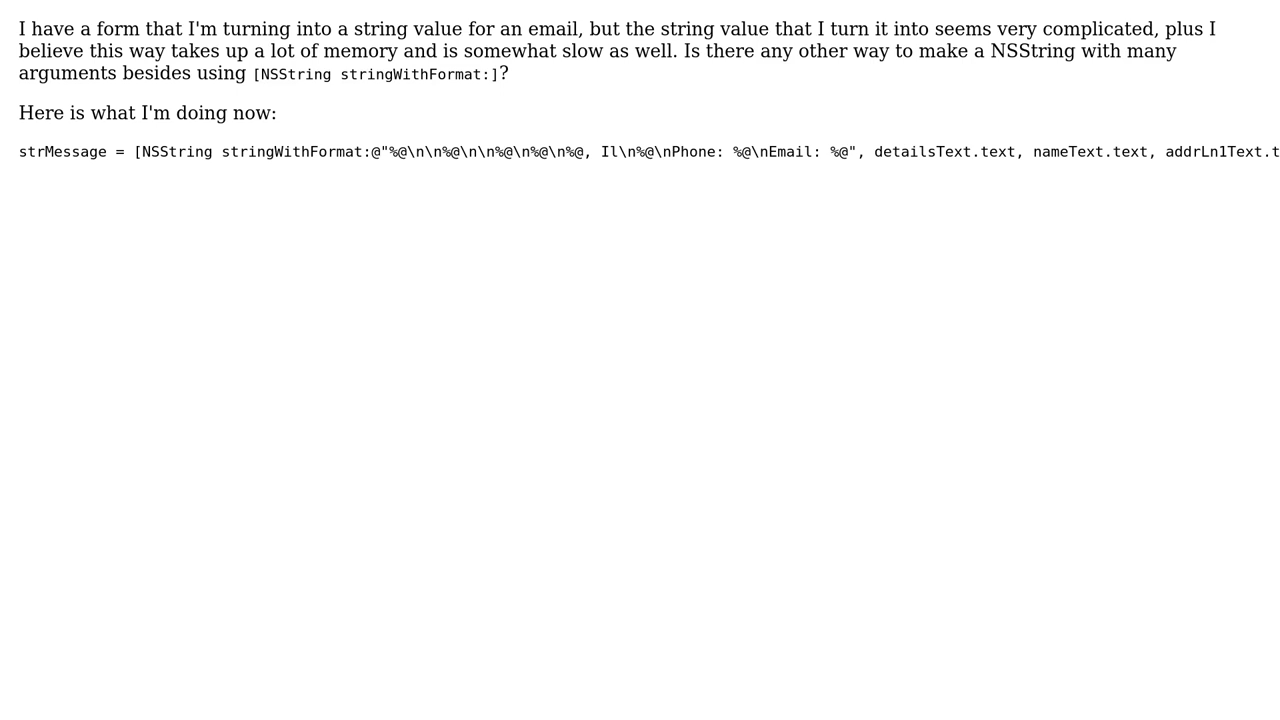 I have a form that I'm turning into a string value for an email, but the string value that I turn it into seems very complicated, plus I
believe this way takes up a lot of memory and is somewhat slow as well. Is there any other way to make a NSString with many
arguments besides using [NSString stringWithFormat:]?
Here is what I'm doing now:
strMessage = [NSString stringWithFormat:@"%@\n\n%@\n\n%@\n%@\n%@, Il\n%@\nPhone: %@\nEmail: %@", detailsText.text, nameText.text, addrLn1Text.t